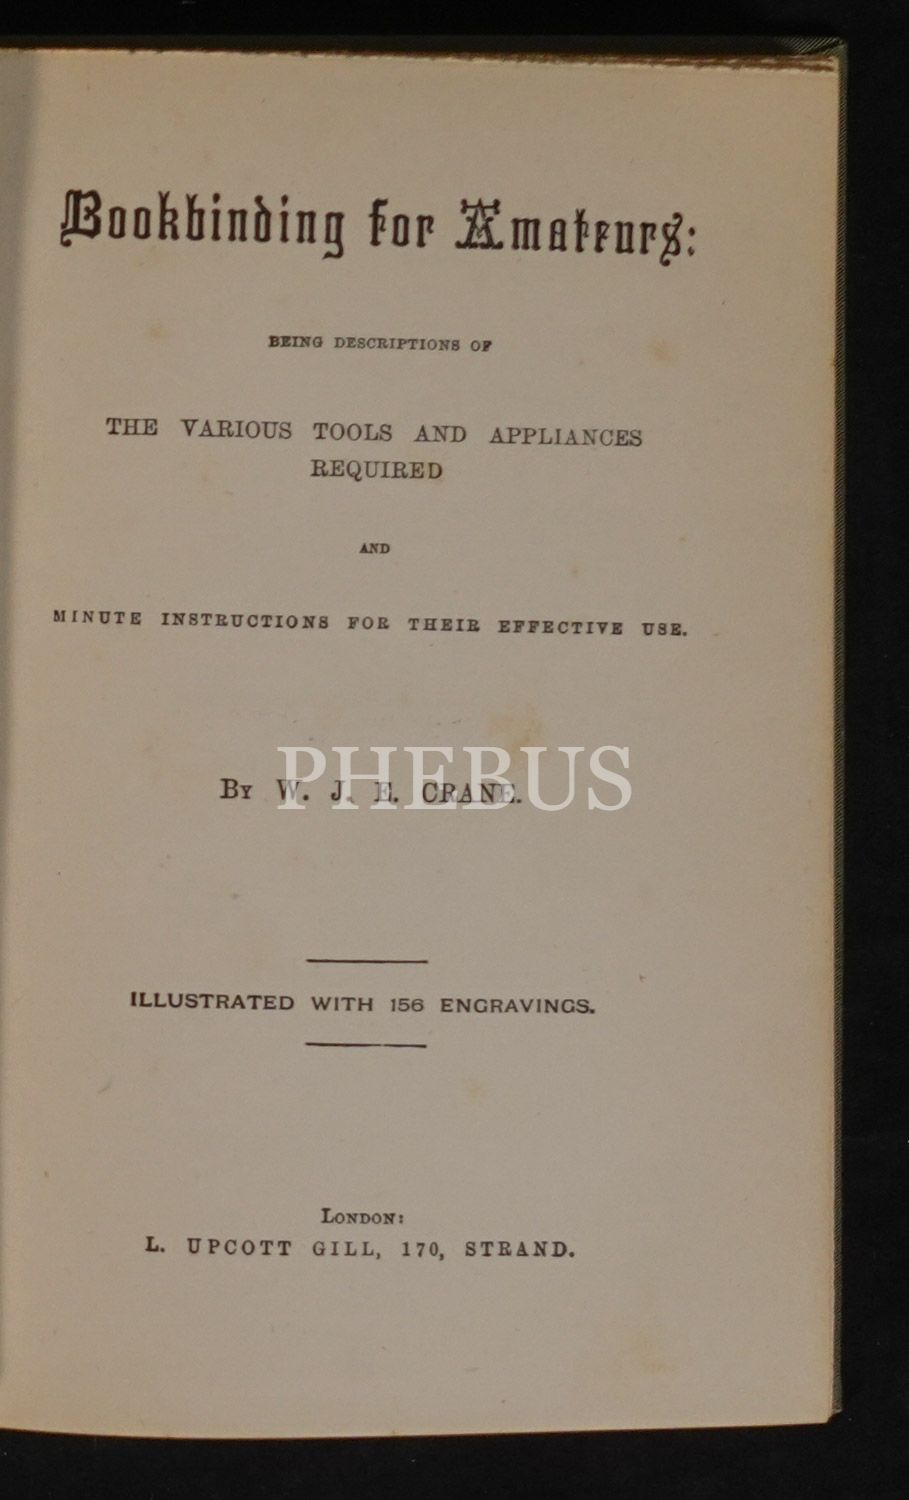 Bookbinding for Amateurs:
BEING DESCRIPTIONS OF
THE VARIOUS TOOLS AND APPLIANCES
REQUIRED
AND
MINUTE INSTRUCTIONS FOR THEIR EFFECTIVE USE.
BY W. J. E. CRANE.
PHEBUS
ILLUSTRATED WITH 156 ENGRAVINGS.
LONDON:
L. UPCOTT GILL, 170, STRAND.